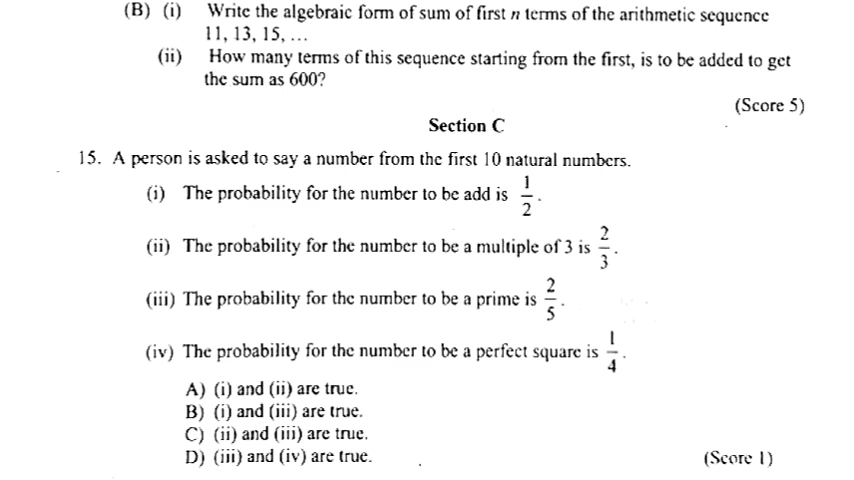 (B) (i) Write the algebraic form of sum of first n terms of the arithmetic sequence
11, 13, 15, ...
(ii) How many terms of this sequence starting from the first, is to be added to get
the sum as 600?
(Score 5)
Section C
15. A person is asked to say a number from the first 10 natural numbers.
(i) The probability for the number to be add is 1/2.
(ii) The probability for the number to be a multiple of 3 is 2/3.
(iii) The probability for the number to be a prime is 2/5.
(iv) The probability for the number to be a perfect square is 1/4.
A) (i) and (ii) are true.
B) (i) and (iii) are true.
C) (ii) and (iii) are true.
D) (iii) and (iv) are true.
(Score 1)